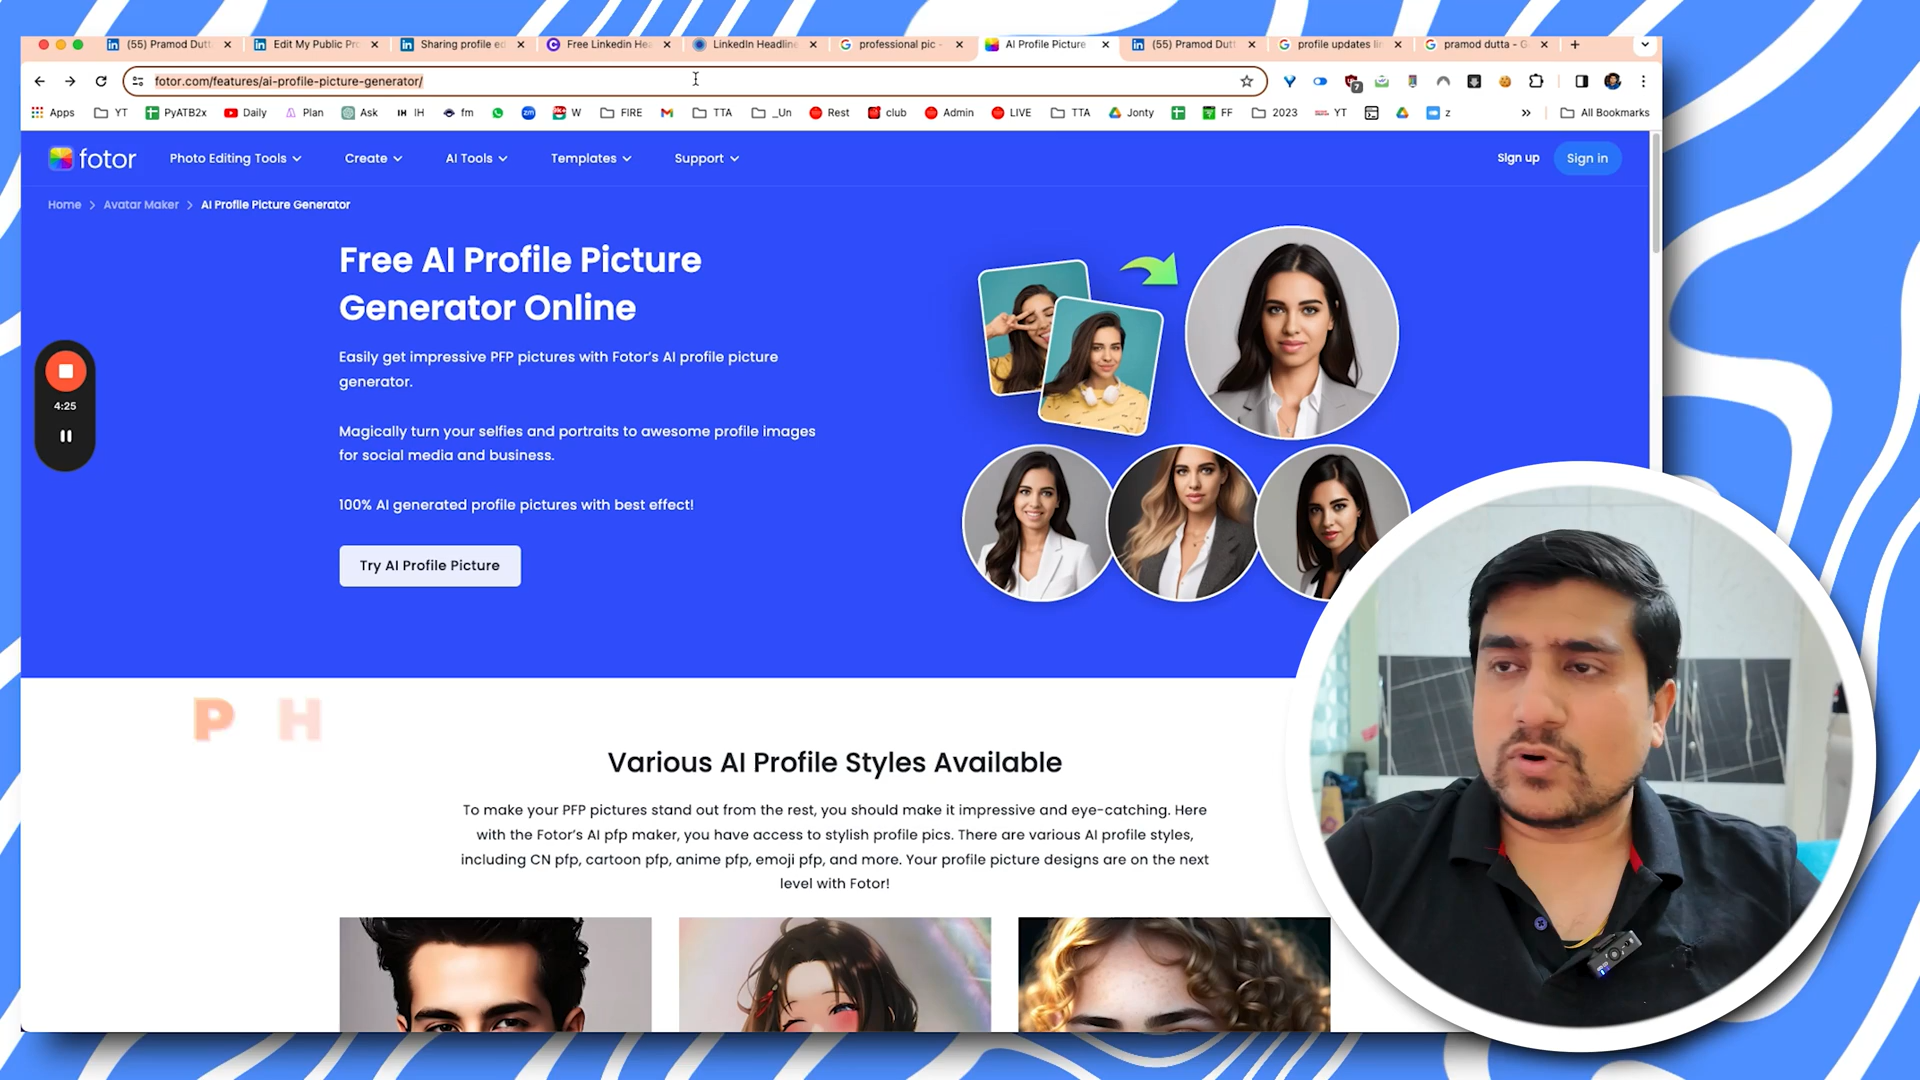 (55) Pramod Dutt
Edit My Public Pro
Sharing profile ed
Free Linkedin Hea
LinkedIn Headline
professional pic -
AI Profile Picture
(55) Pramod Dutt
profile updates lin
pramod dutta - G
fotor.com/features/ai-profile-picture-generator/
7
Apps
YT
PyATB2x
Daily
Plan
Ask
IH IH
fm
W
FIRE
TTA
_Un
Rest
club
Admin
LIVE
TTA
Jonty
FF
2023
YT
z
»
All Bookmarks
fotor
Photo Editing Tools
Create
AI Tools
Templates
Support
Sign up
Sign in
Home > Avatar Maker > AI Profile Picture Generator
Free AI Profile Picture
Generator Online
Easily get impressive PFP pictures with Fotor's AI profile picture
generator.
Magically turn your selfies and portraits to awesome profile images
for social media and business.
100% AI generated profile pictures with best effect!
Try AI Profile Picture
4:25
P H
Various AI Profile Styles Available
To make your PFP pictures stand out from the rest, you should make it impressive and eye-catching. Here
with the Fotor's AI pfp maker, you have access to stylish profile pics. There are various AI profile styles,
including CN pfp, cartoon pfp, anime pfp, emoji pfp, and more. Your profile picture designs are on the next
level with Fotor!